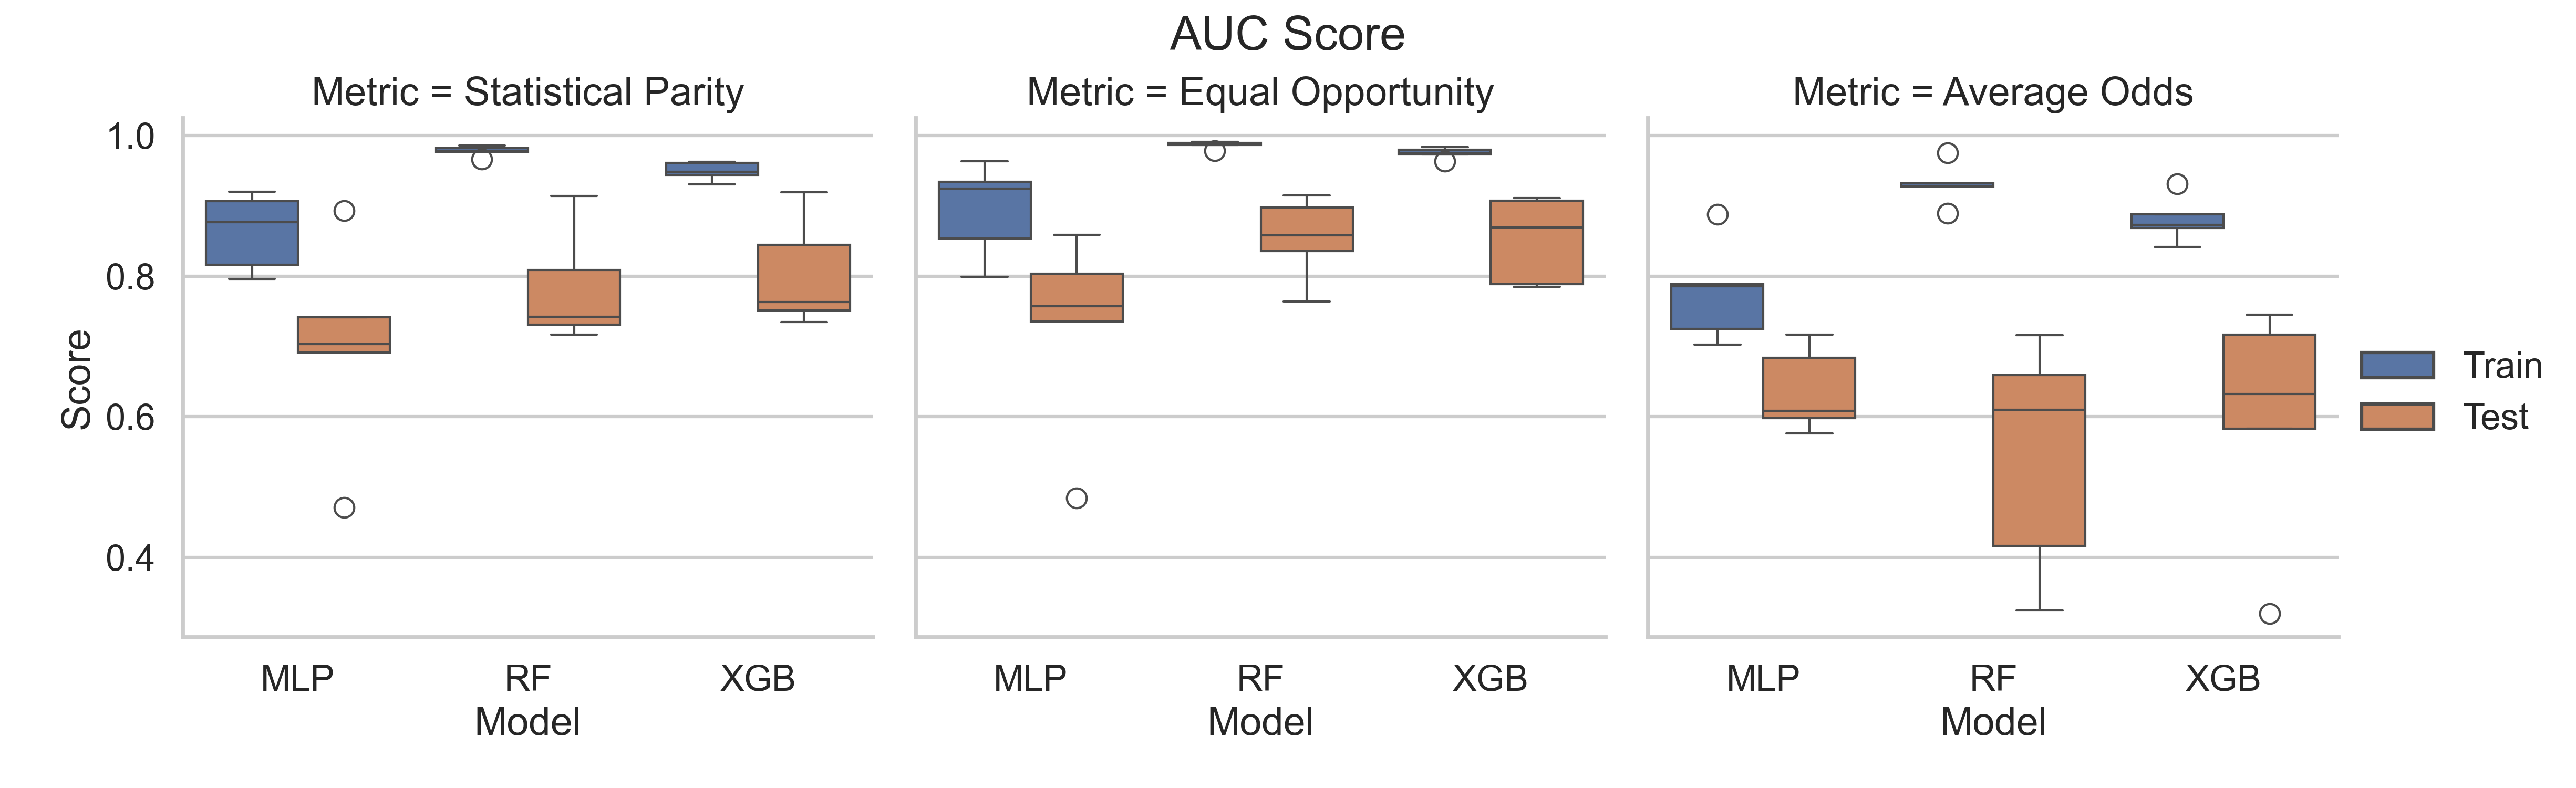 AUC Score
Metric = Statistical Parity
Metric = Equal Opportunity
Metric = Average Odds
1.0
0.8
0.6
0.4
Score
Train
Test
MLP RF XGB
MLP RF XGB
MLP RF XGB
Model
Model
Model